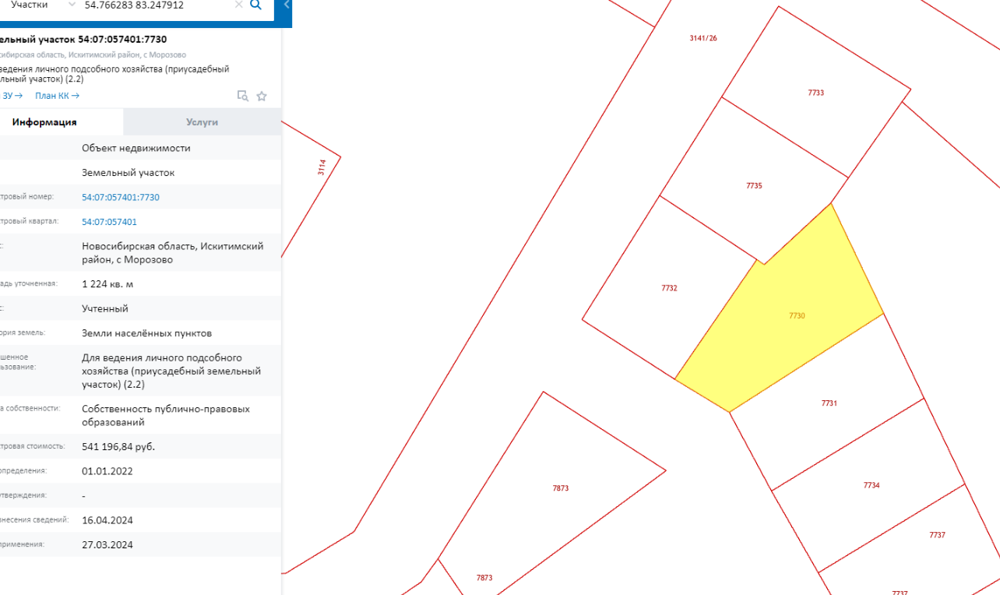 Участки 54.766283 83.247912
ельный участок 54:07:057401:7730
сибирская область, Искитимский район, с Морозово
ведения личного подсобного хозяйства (приусадебный
льный участок) (2.2)
ЗУ → План КК →
Информация Услуги
Объект недвижимости
Земельный участок
тровый номер: 54:07:057401:7730
тровый квартал: 54:07:057401
с: Новосибирская область, Искитимский
район, с Морозово
адь уточненная: 1 224 кв. м
с: Учтенный
ория земель: Земли населённых пунктов
шенное
льзование: Для ведения личного подсобного
хозяйства (приусадебный земельный
участок) (2.2)
а собственности: Собственность публично-правовых
образований
тровая стоимость: 541 196,84 руб.
определения: 01.01.2022
утверждения: -
внесения сведений: 16.04.2024
применения: 27.03.2024
3141/26
7733
3114
7735
7732
7730
7731
7873
7734
7737
7873
7737